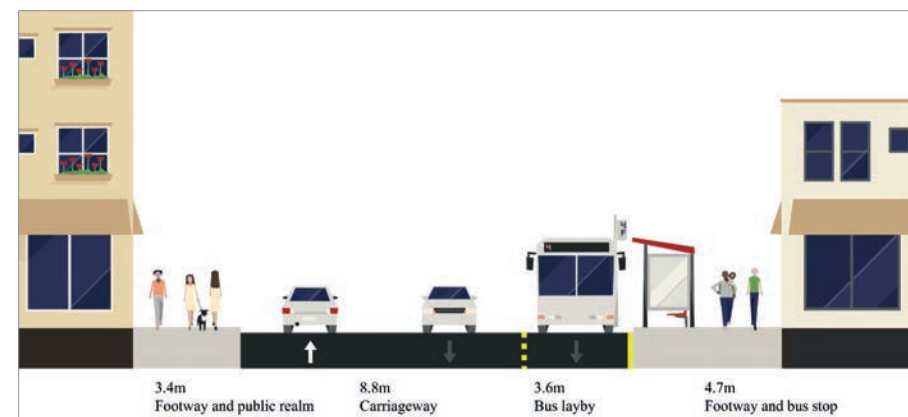 3.4m
Footway and public realm
8.8m
Carriageway
3.6m
Bus layby
4.7m
Footway and bus stop